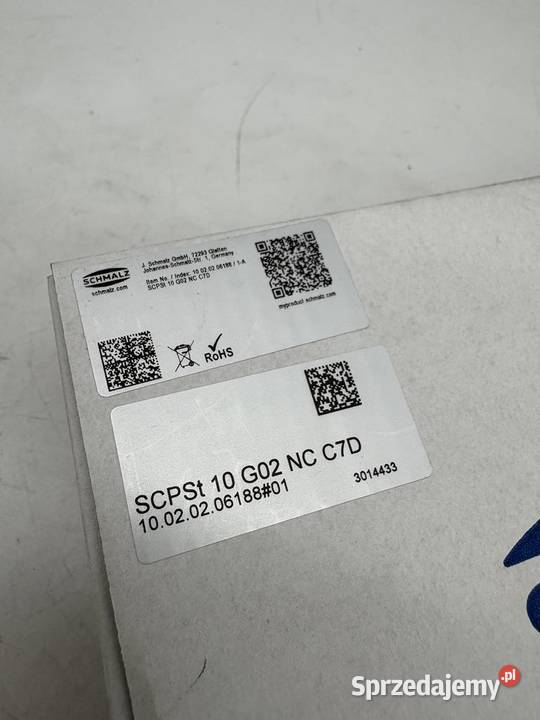 SCHMALZ
schmalz.com
J. Schmalz GmbH, 72293 Glatten
Johannes-Schmalz-Str. 1, Germany
Item No. / Index: 10.02.02.06188 / 1-A
SCPSt 10 G02 NC C7D
myproduct.schmalz.com
RoHS
SCPSt 10 G02 NC C7D
10.02.02.06188#01
3014433
Sprzedajemy.pl